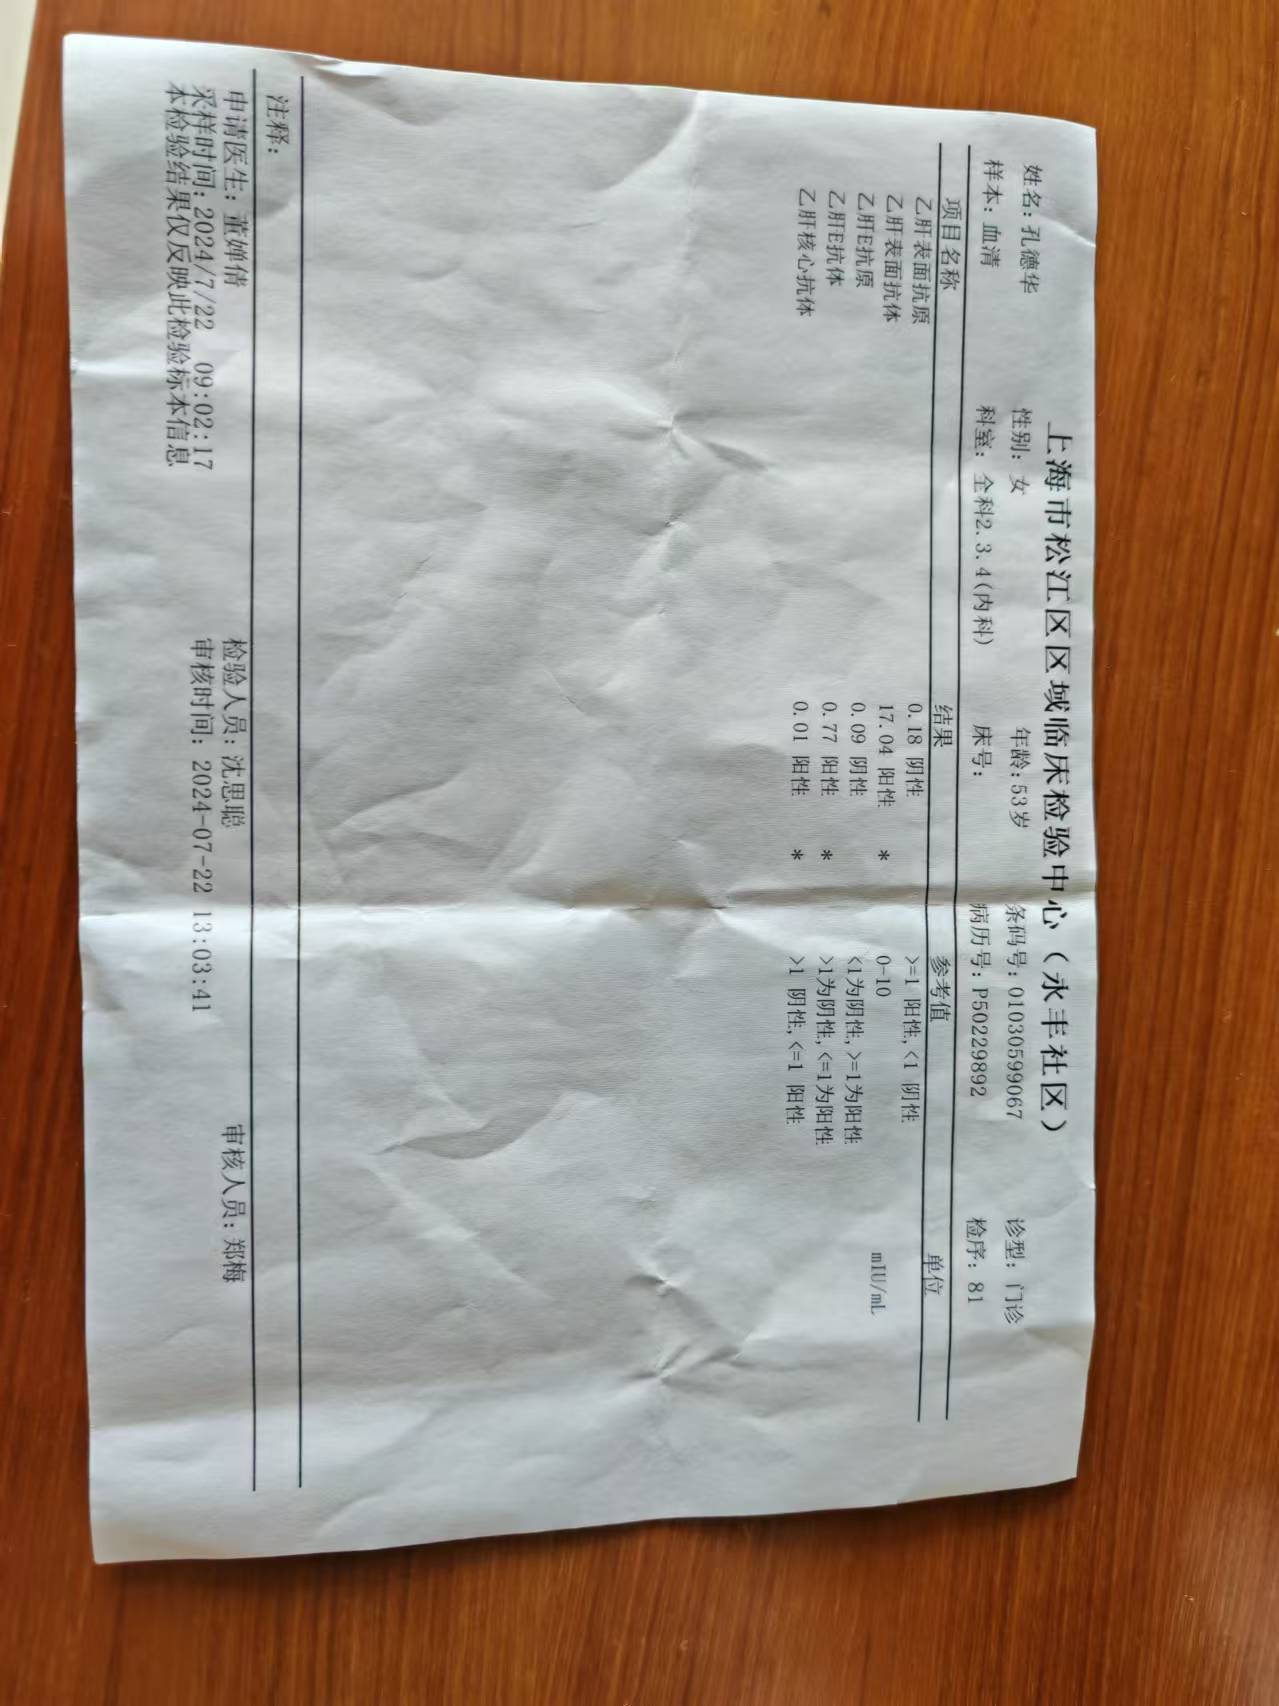 上海市松江区区域临床检验中心（永丰社区）
姓名：孔德华 性别：女 年龄：53岁 条码号：01030599067 诊型：门诊
样本：血清 科室：全科2.3.4(内科) 床号： 病历号：P50229892 检序：81
项目名称 结果 参考值 单位
乙肝表面抗原 0.18 阴性 >=1 阳性,<1 阴性
乙肝表面抗体 17.04 阳性 * 0-10 mIU/mL
乙肝E抗原 0.09 阴性 <1为阴性,>=1为阳性
乙肝E抗体 0.77 阳性 * >1为阴性,<=1为阳性
乙肝核心抗体 0.01 阳性 * >1 阴性,<=1 阳性
注释：
申请医生：董婵倩 检验人员：沈思聪 审核人员：郑梅
采样时间：2024/7/22 09:02:17 审核时间：2024-07-22 13:03:41
本检验结果仅反映此检验标本信息